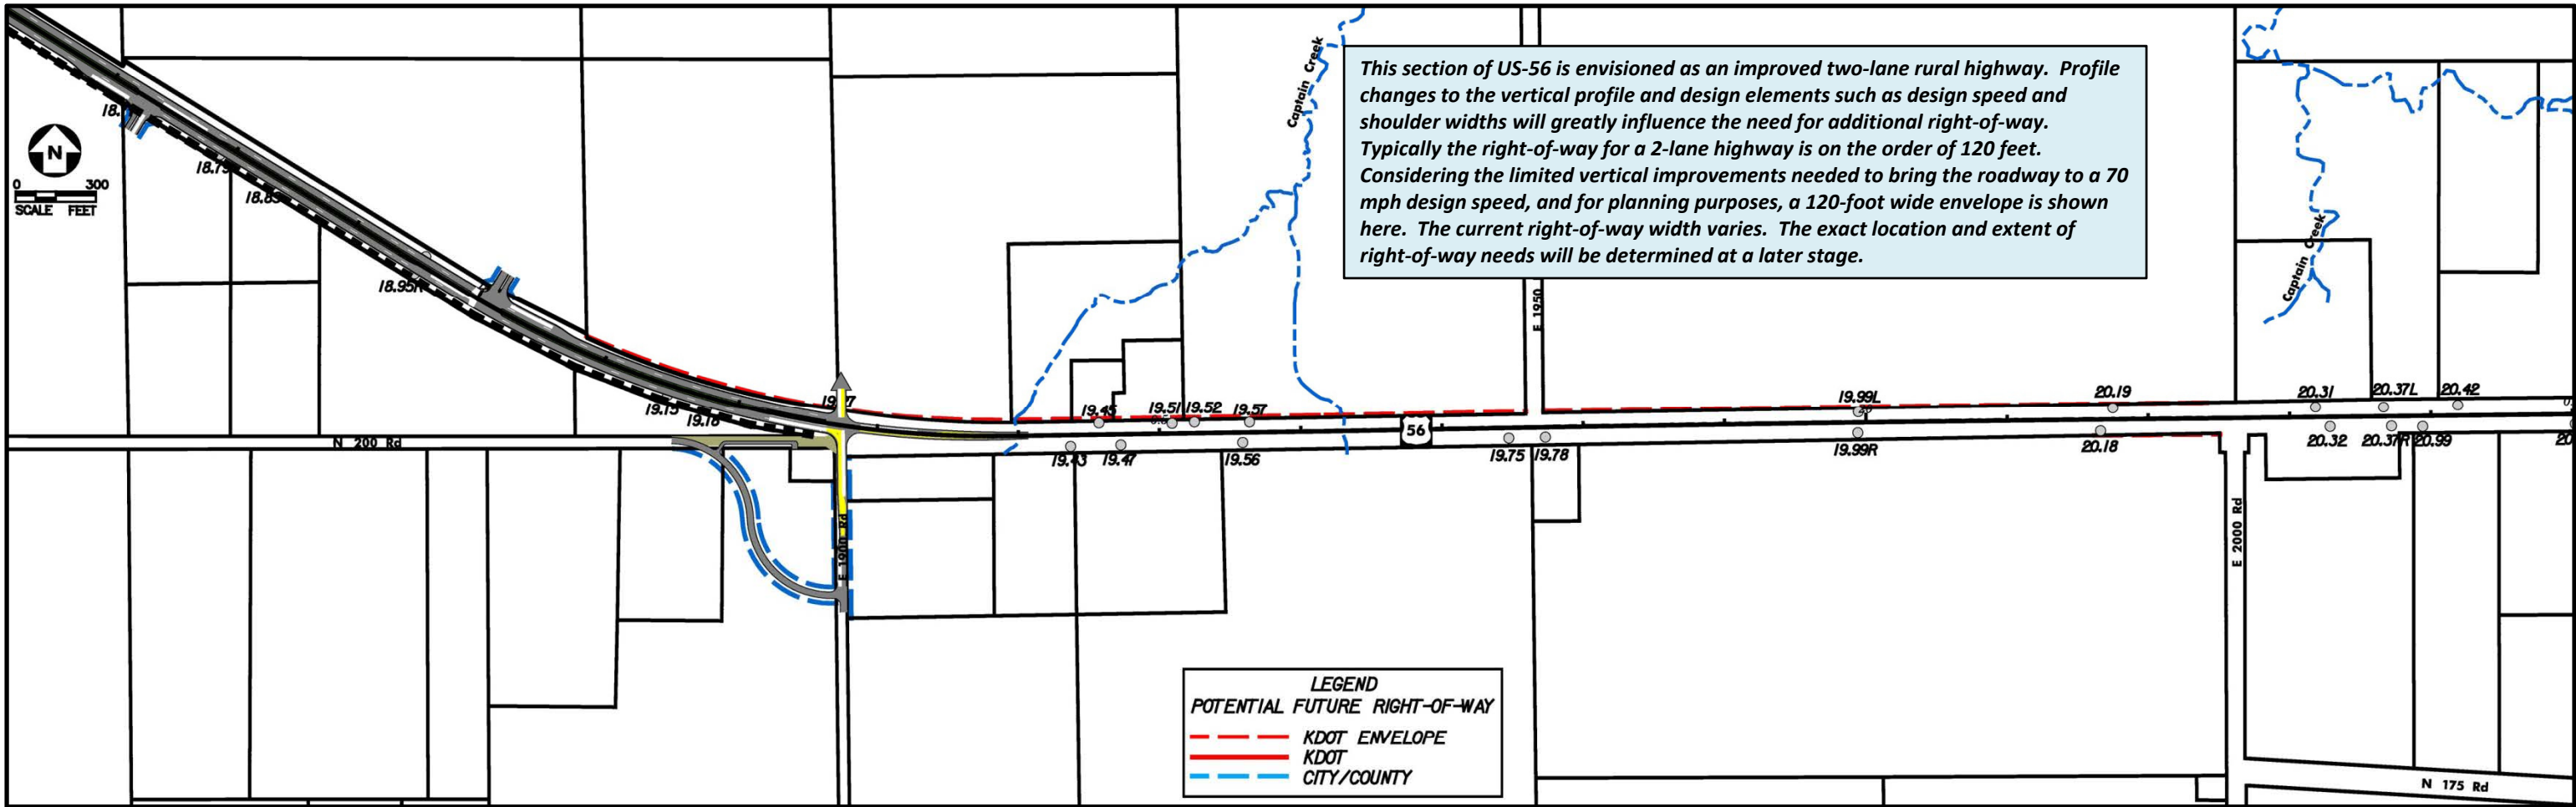 This section of US-56 is envisioned as an improved two-lane rural highway. Profile
changes to the vertical profile and design elements such as design speed and
shoulder widths will greatly influence the need for additional right-of-way.
Typically the right-of-way for a 2-lane highway is on the order of 120 feet.
Considering the limited vertical improvements needed to bring the roadway to a 70
mph design speed, and for planning purposes, a 120-foot wide envelope is shown
here. The current right-of-way width varies. The exact location and extent of
right-of-way needs will be determined at a later stage.
Captain Creek
Captain Creek
N
0 300
SCALE FEET
18.95R
19.15
19.18
N 200 Rd
E 1900 Rd
E 1950
19.45
19.51
19.52
19.57
19.99L
20.19
20.31
20.37L
20.42
56
19.43
19.47
19.56
19.75
19.78
19.99R
20.18
20.32
20.37R
20.99
E 2000 Rd
N 175 Rd
LEGEND
POTENTIAL FUTURE RIGHT-OF-WAY
KDOT ENVELOPE
KDOT
CITY/COUNTY